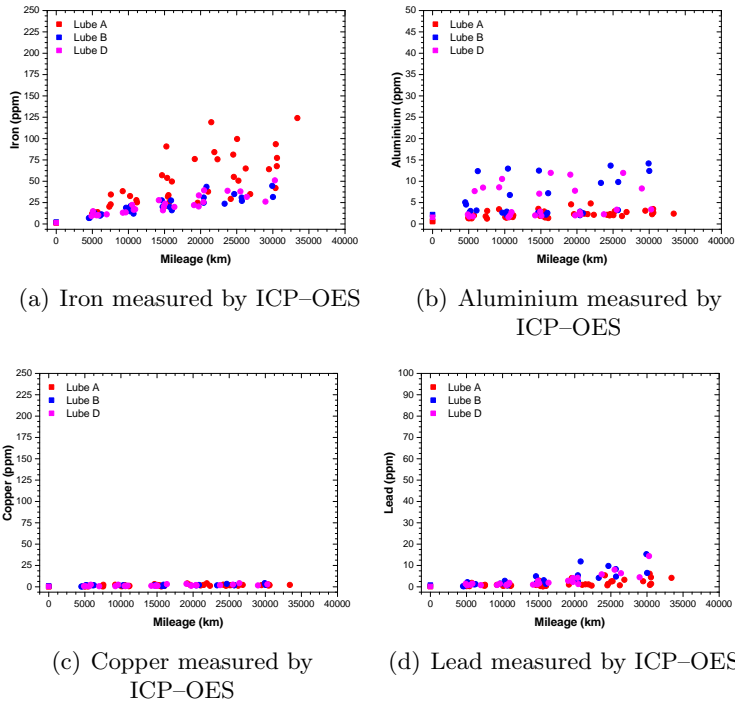 250
225
200
175
150
125
100
75
50
25
0
Iron (ppm)
Lube A
Lube B
Lube D
0 5000 10000 15000 20000 25000 30000 35000 40000
Mileage (km)
(a) Iron measured by ICP–OES
50
45
40
35
30
25
20
15
10
5
0
Aluminium (ppm)
Lube A
Lube B
Lube D
0 5000 10000 15000 20000 25000 30000 35000 40000
Mileage (km)
(b) Aluminium measured by
ICP–OES
250
225
200
175
150
125
100
75
50
25
0
Copper (ppm)
Lube A
Lube B
Lube D
0 5000 10000 15000 20000 25000 30000 35000 40000
Mileage (km)
(c) Copper measured by
ICP–OES
100
90
80
70
60
50
40
30
20
10
0
Lead (ppm)
Lube A
Lube B
Lube D
0 5000 10000 15000 20000 25000 30000 35000 40000
Mileage (km)
(d) Lead measured by ICP–OES